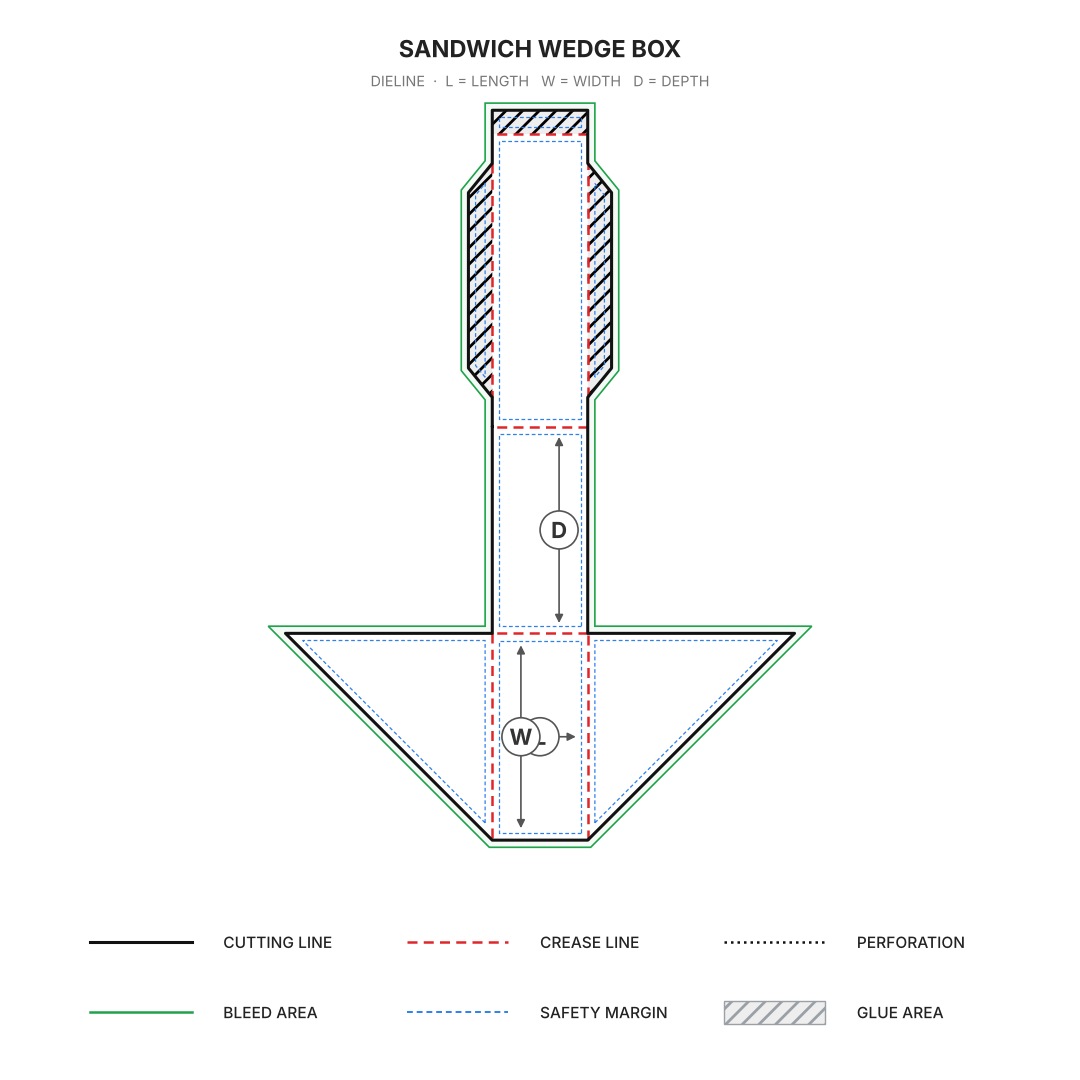 SANDWICH WEDGE BOX
DIELINE · L = LENGTH W = WIDTH D = DEPTH
D
W
CUTTING LINE
CREASE LINE
PERFORATION
BLEED AREA
SAFETY MARGIN
GLUE AREA